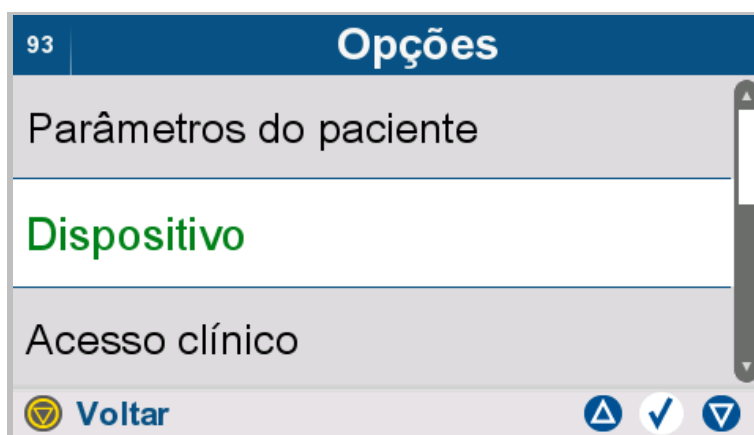 93
Opções
Parâmetros do paciente
Dispositivo
Acesso clínico
Voltar